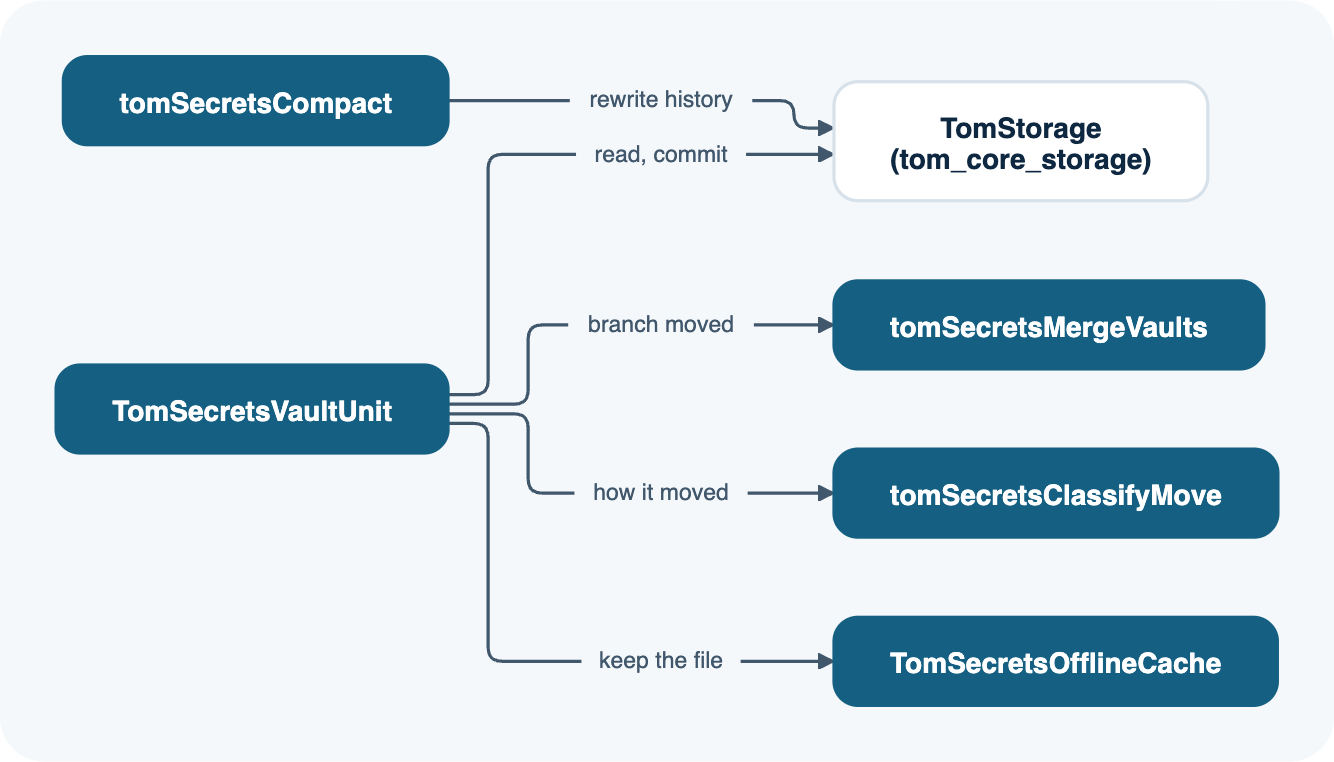 tomSecretsCompact
rewrite history
TomStorage
(tom_core_storage)
read, commit
branch moved
tomSecretsMergeVaults
TomSecretsVaultUnit
how it moved
tomSecretsClassifyMove
keep the file
TomSecretsOfflineCache